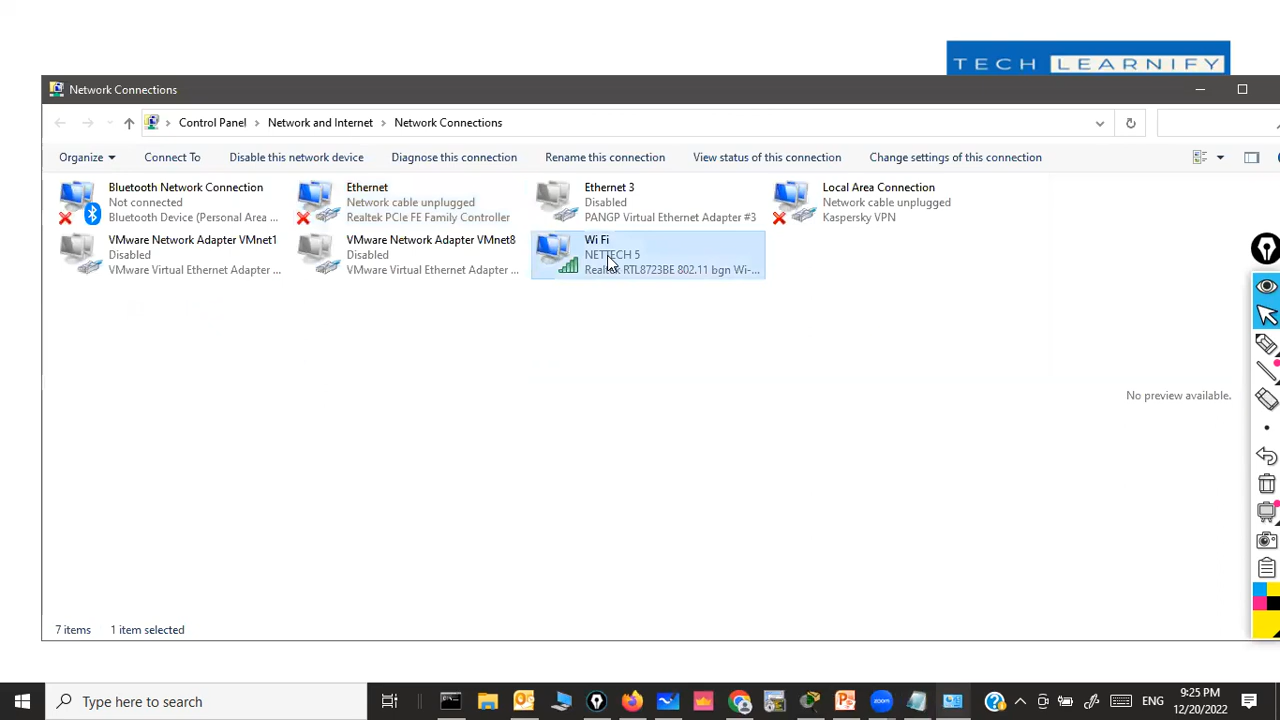 TECH LEARNIFY
Network Connections
Control Panel > Network and Internet > Network Connections
Organize Connect To Disable this network device Diagnose this connection Rename this connection View status of this connection Change settings of this connection
Bluetooth Network Connection
Not connected
Bluetooth Device (Personal Area ...
Ethernet
Network cable unplugged
Realtek PCIe FE Family Controller
Ethernet 3
Disabled
PANGP Virtual Ethernet Adapter #3
Local Area Connection
Network cable unplugged
Kaspersky VPN
VMware Network Adapter VMnet1
Disabled
VMware Virtual Ethernet Adapter ...
VMware Network Adapter VMnet8
Disabled
VMware Virtual Ethernet Adapter ...
Wi Fi
NETTECH 5
Realtek RTL8723BE 802.11 bgn Wi-...
No preview available.
7 items 1 item selected
Type here to search
ENG
9:25 PM
12/20/2022